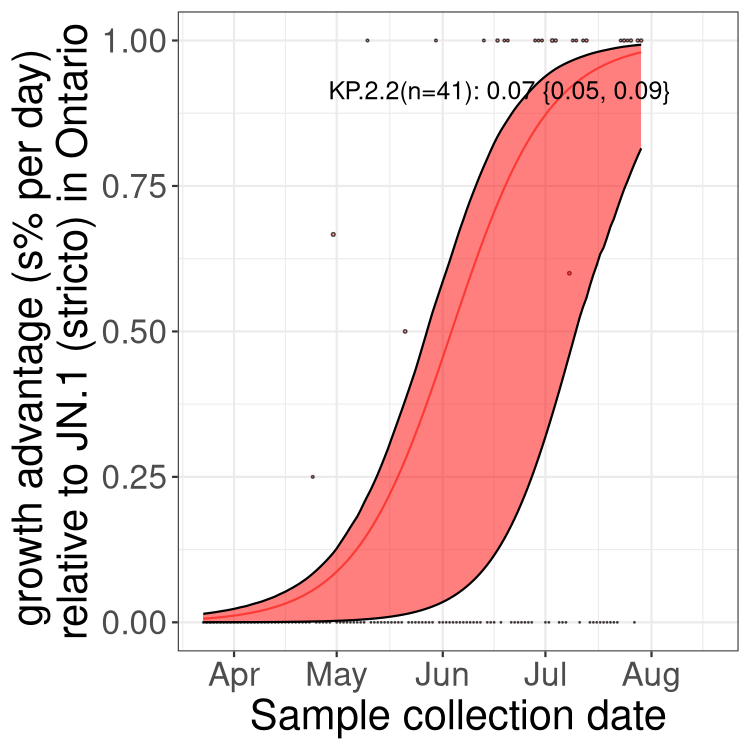 growth advantage (s% per day)
relative to JN.1 (stricto) in Ontario
1.00
0.75
0.50
0.25
0.00
KP.2.2(n=41): 0.07 {0.05, 0.09}
Apr May Jun Jul Aug
Sample collection date